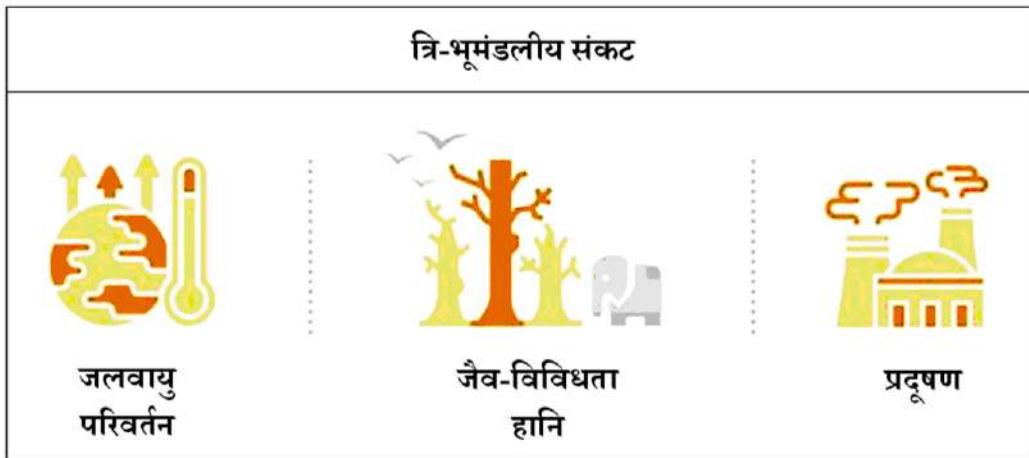 त्रि-भूमंडलीय संकट
जलवायु
परिवर्तन
जैव-विविधता
हानि
प्रदूषण